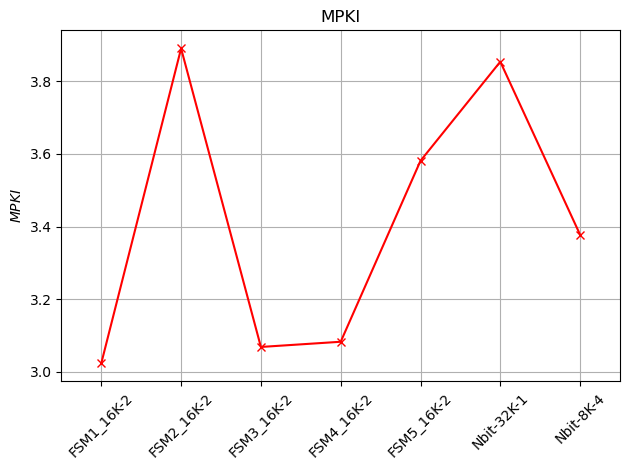 MPKI
MPKI
3.8
3.6
3.4
3.2
3.0
FSM1_16K-2
FSM2_16K-2
FSM3_16K-2
FSM4_16K-2
FSM5_16K-2
Nbit-32K-1
Nbit-8K-4